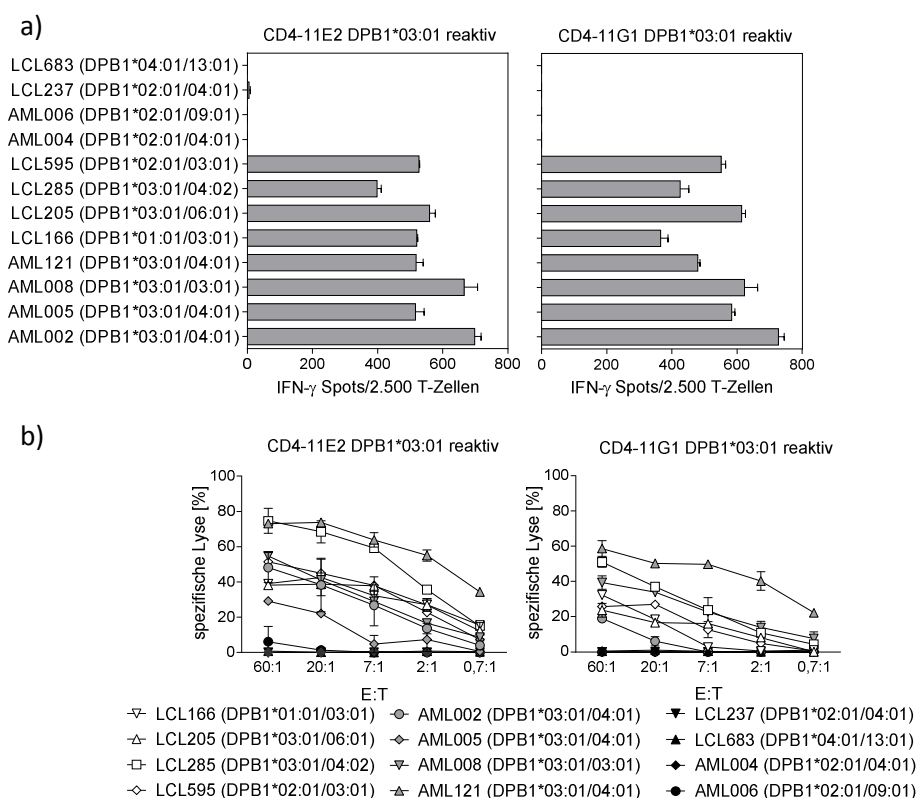 a)
CD4-11E2 DPB1*03:01 reaktiv
CD4-11G1 DPB1*03:01 reaktiv
LCL683 (DPB1*04:01/13:01)
LCL237 (DPB1*02:01/04:01)
AML006 (DPB1*02:01/09:01)
AML004 (DPB1*02:01/04:01)
LCL595 (DPB1*02:01/03:01)
LCL285 (DPB1*03:01/04:02)
LCL205 (DPB1*03:01/06:01)
LCL166 (DPB1*01:01/03:01)
AML121 (DPB1*03:01/04:01)
AML008 (DPB1*03:01/03:01)
AML005 (DPB1*03:01/04:01)
AML002 (DPB1*03:01/04:01)
0 200 400 600 800
0 200 400 600 800
IFN-γ Spots/2.500 T-Zellen
IFN-γ Spots/2.500 T-Zellen
b)
CD4-11E2 DPB1*03:01 reaktiv
CD4-11G1 DPB1*03:01 reaktiv
spezifische Lyse [%]
100
80
60
40
20
0
60:1 20:1 7:1 2:1 0,7:1
E:T
spezifische Lyse [%]
100
80
60
40
20
0
60:1 20:1 7:1 2:1 0,7:1
E:T
LCL166 (DPB1*01:01/03:01)
LCL205 (DPB1*03:01/06:01)
LCL285 (DPB1*03:01/04:02)
LCL595 (DPB1*02:01/03:01)
AML002 (DPB1*03:01/04:01)
AML005 (DPB1*03:01/04:01)
AML008 (DPB1*03:01/03:01)
AML121 (DPB1*03:01/04:01)
LCL237 (DPB1*02:01/04:01)
LCL683 (DPB1*04:01/13:01)
AML004 (DPB1*02:01/04:01)
AML006 (DPB1*02:01/09:01)